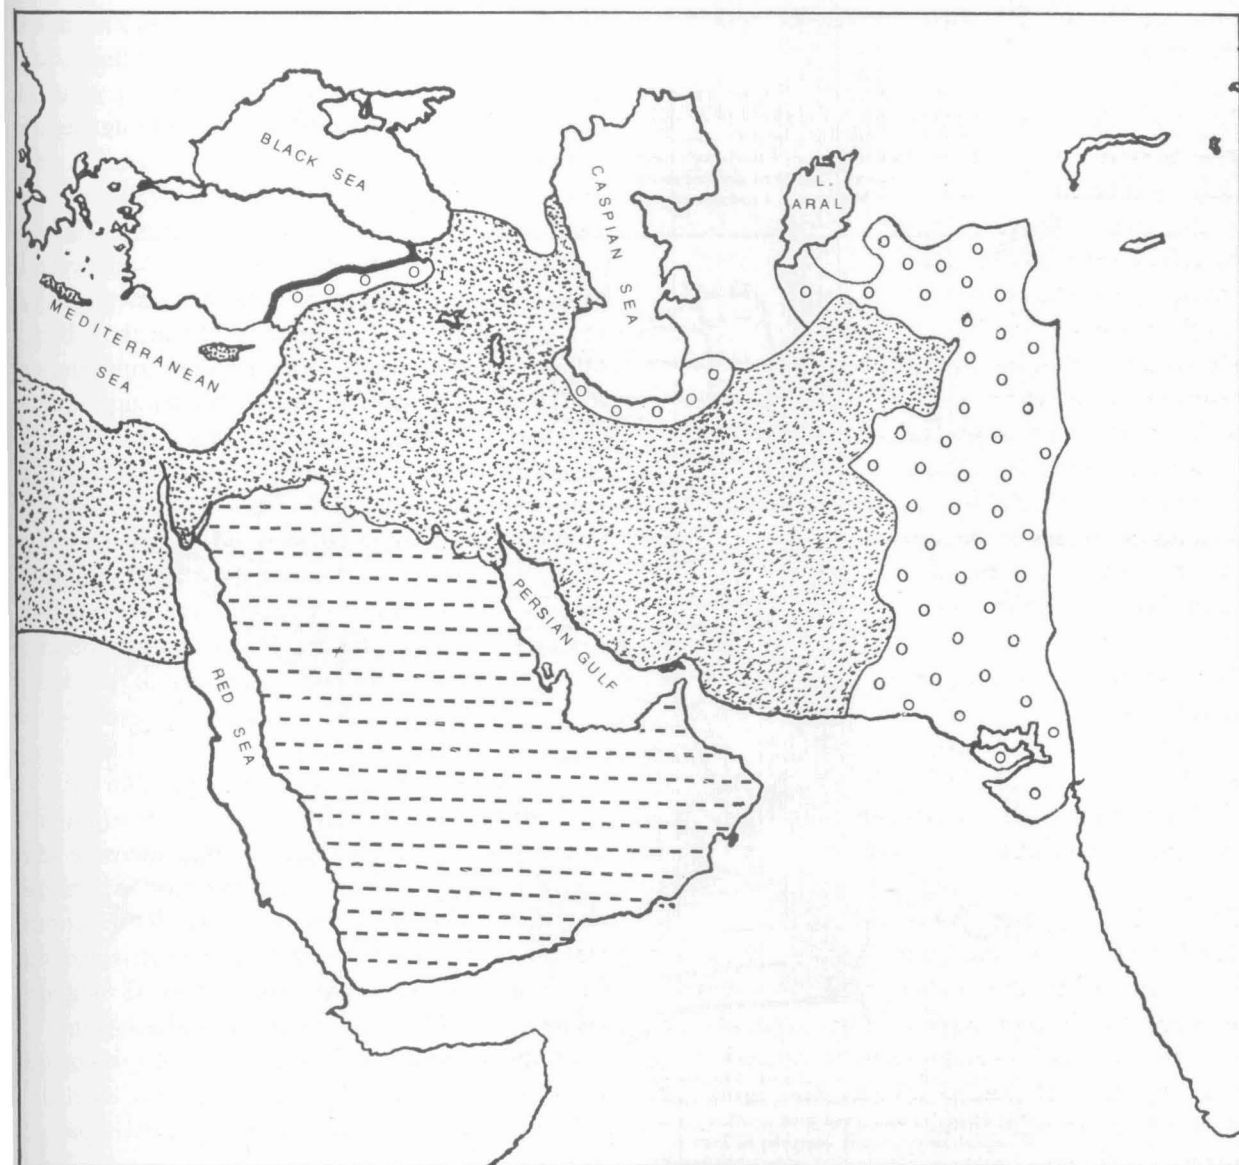 BLACK SEA
CASPIAN SEA
L. ARAL
MEDITERRANEAN SEA
PERSIAN GULF
RED SEA